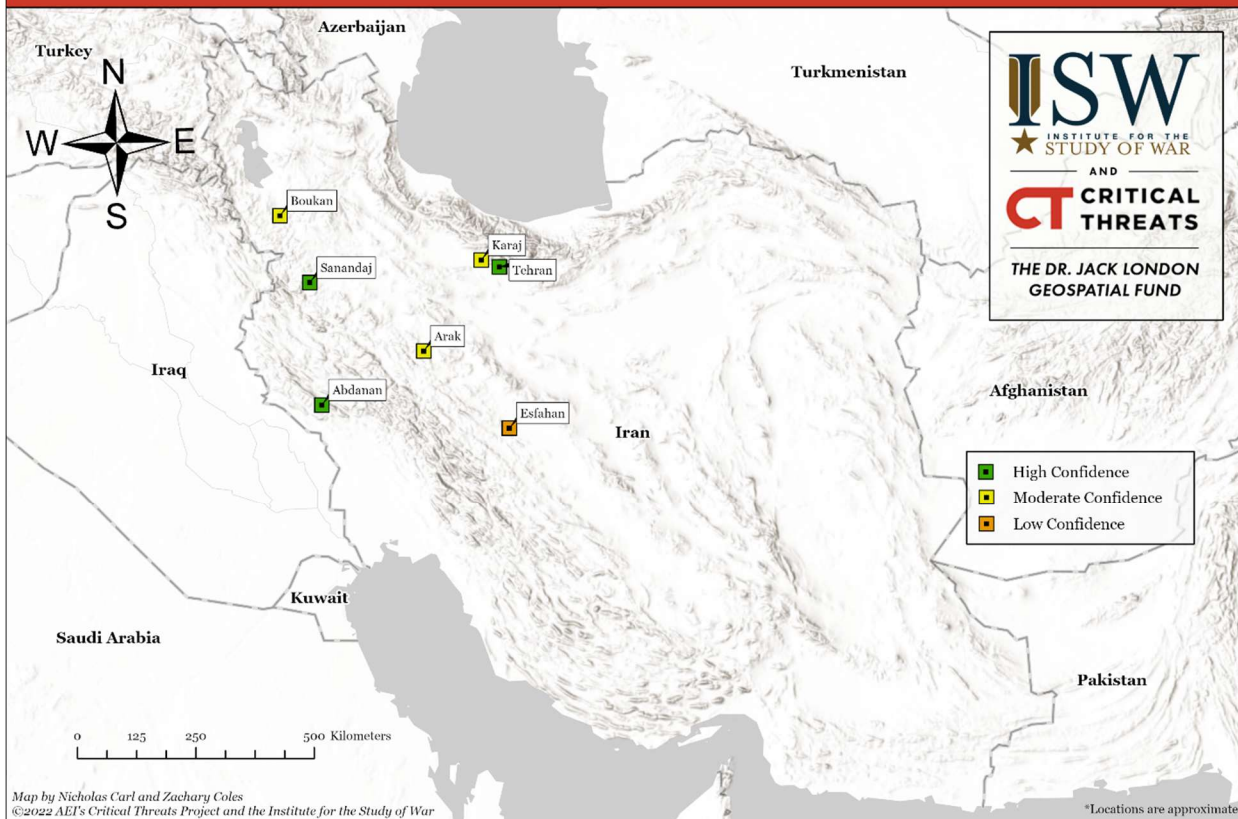 Azerbaijan
Turkey
Turkmenistan
N
W
E
S
ISW
INSTITUTE FOR THE
STUDY OF WAR
AND
CT CRITICAL
THREATS
THE DR. JACK LONDON
GEOSPATIAL FUND
Boukan
Karaj
Tehran
Sanandaj
Arak
Iraq
Abdanan
Afghanistan
Esfahan
Iran
High Confidence
Moderate Confidence
Low Confidence
Kuwait
Saudi Arabia
Pakistan
0 125 250 500 Kilometers
Map by Nicholas Carl and Zachary Coles
©2022 AEI's Critical Threats Project and the Institute for the Study of War
*Locations are approximate